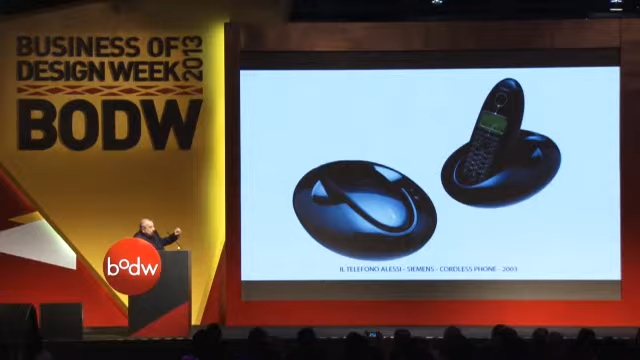 BUSINESS OF
DESIGN WEEK
2013
BODW
bodw
IL TELEFONO ALESSI - SIEMENS - CORDLESS PHONE - 2003